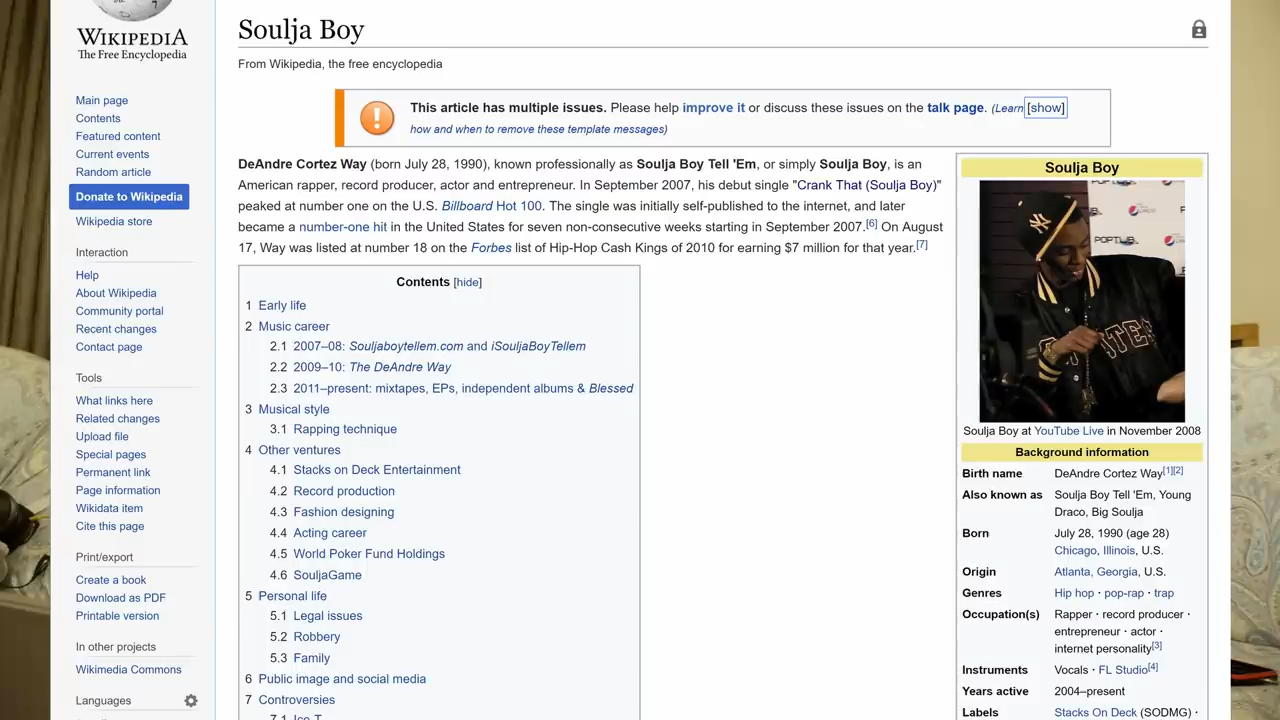 WIKIPEDIA
The Free Encyclopedia
Main page
Contents
Featured content
Current events
Random article
Donate to Wikipedia
Wikipedia store
Interaction
Help
About Wikipedia
Community portal
Recent changes
Contact page
Tools
What links here
Related changes
Upload file
Special pages
Permanent link
Page information
Wikidata item
Cite this page
Print/export
Create a book
Download as PDF
Printable version
In other projects
Wikimedia Commons
Languages
Soulja Boy
From Wikipedia, the free encyclopedia
This article has multiple issues. Please help improve it or discuss these issues on the talk page. (Learn [show]
how and when to remove these template messages)
DeAndre Cortez Way (born July 28, 1990), known professionally as Soulja Boy Tell 'Em, or simply Soulja Boy, is an
American rapper, record producer, actor and entrepreneur. In September 2007, his debut single "Crank That (Soulja Boy)"
peaked at number one on the U.S. Billboard Hot 100. The single was initially self-published to the internet, and later
became a number-one hit in the United States for seven non-consecutive weeks starting in September 2007.[6] On August
17, Way was listed at number 18 on the Forbes list of Hip-Hop Cash Kings of 2010 for earning $7 million for that year.[7]
Contents [hide]
1 Early life
2 Music career
2.1 2007–08: Souljaboytellem.com and iSouljaBoyTellem
2.2 2009–10: The DeAndre Way
2.3 2011–present: mixtapes, EPs, independent albums & Blessed
3 Musical style
3.1 Rapping technique
4 Other ventures
4.1 Stacks on Deck Entertainment
4.2 Record production
4.3 Fashion designing
4.4 Acting career
4.5 World Poker Fund Holdings
4.6 SouljaGame
5 Personal life
5.1 Legal issues
5.2 Robbery
5.3 Family
6 Public image and social media
7 Controversies
7.1 Ice-T
Soulja Boy
pepsi
POPTUB.
Soulja Boy at YouTube Live in November 2008
Background information
Birth name DeAndre Cortez Way[1][2]
Also known as Soulja Boy Tell 'Em, Young
Draco, Big Soulja
Born July 28, 1990 (age 28)
Chicago, Illinois, U.S.
Origin Atlanta, Georgia, U.S.
Genres Hip hop · pop-rap · trap
Occupation(s) Rapper · record producer ·
entrepreneur · actor ·
internet personality[3]
Instruments Vocals · FL Studio[4]
Years active 2004–present
Labels Stacks On Deck (SODMG) ·